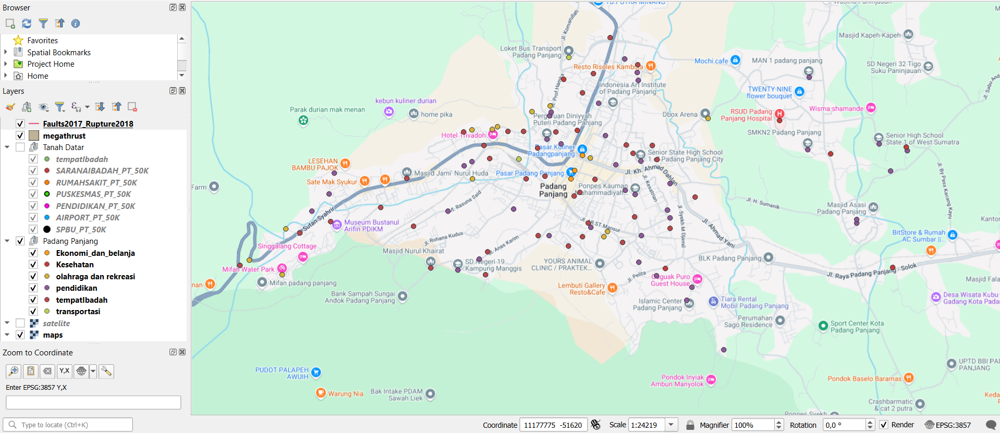 Browser
Favorites
Spatial Bookmarks
Project Home
Home
Layers
Faults2017_Rupture2018
megathrust
Tanah Datar
tempatIbadah
SARANAIBADAH_PT_50K
RUMAHSAKIT_PT_50K
PUSKESMAS_PT_50K
PENDIDIKAN_PT_50K
AIRPORT_PT_50K
SPBU_PT_50K
Padang Panjang
Ekonomi_dan_belanja
Kesehatan
olahraga dan rekreasi
pendidikan
tempatIbadah
transportasi
satelite
maps
Zoom to Coordinate
Y,X
Enter EPSG:3857 Y,X
Type to locate (Ctrl+K)
TB.PUTRA MINANG
Jl. Komarullah
Loket Bus Transport
Padang Panjang
Resto Risoles Kamboja
Mochi cafe
MAN 1 padang panjang
Masjid Kapeh-Kapeh
SD Negeri 32 Tigo
Suku Paninjauan
Indonesia Art Institute
of Padang Panjang
Jl. Prof.Hamka
TWENTY NINE
flower bouquet
kebun kuliner durian
Parak durian mak menan
home pika
Perguruan Diniyyah
Puteri Padang Panjang
Dbox Arena
RSUD Padang
Panjang Hospital
Wisma shamande
Hotel Trivadoh
SMKN2 Padang Panjang
Senior High School
State 1 of West Sumatra
Pasar Kuliner
Padangpanjang
Senior State High School
1 Padang Panjang City
LESEHAN
BAMBU PAJOK
Masjid Jami' Nurul Huda
Pasar Padang Panjang
Jl. Kh. Ahmad Dahlan
Sate Mak Syukur
Farm
Padang
Panjang
Ponpes Kauman
Muhammadiyah...
Jl. Kesatrian
Jl. By Pass Kacang Kayu
Jl. Rasuna Said
Jl. H. Sumanik
Masjid Asasi
Padang Panjang
Jl. Sutan Syahrir
Museum Bustanul
Arifin PDIKM
Jl. AR.ST.Mansur
Jl. Syekh M Djamil
Jl. Ahmad Yani
BitStore & Rumah
AC Sumbar ||...
Kantor
Singgalang Cottage
Jl. Rohana Kudus
Jl. Anas Karim
Masjid Nurul Khairat
SD Negeri 19
Kampung Manggis
YOURS ANIMAL
CLINIC / PRAKTEK...
BLK Padang Panjang
Mifan Water Park
Mifan padang panjang
Jl. Pelita
Guguak Puro
Guest House
Jl. Raya Padang Panjang - Solok
Lembuti Gallery
Resto&Cafe
Bank Sampah Sungai
Andok Padang Panjang
Islamic Center
Padang Panjang
Tiara Rental
Mobil Padang Panjang
Desa Wisata Kubu
Gadang Kota Pad
Perumahan
Sago Residence
Sport Center Kota
Padang Panjang
PUDOT PALAPEH
AWUIH
Warung Nia
Bak Intake PDAM
Sawah Liek
Pondok Inyiak
Ambun Manyolok
UPTD BBI PAD
PANJANG
Pondok Baselo Baramas
Crashbarmatic
& cat 2 putra
Coordinate
11177775 -51620
Scale
1:24219
Magnifier
100%
Rotation
0,0 °
Render
EPSG:3857